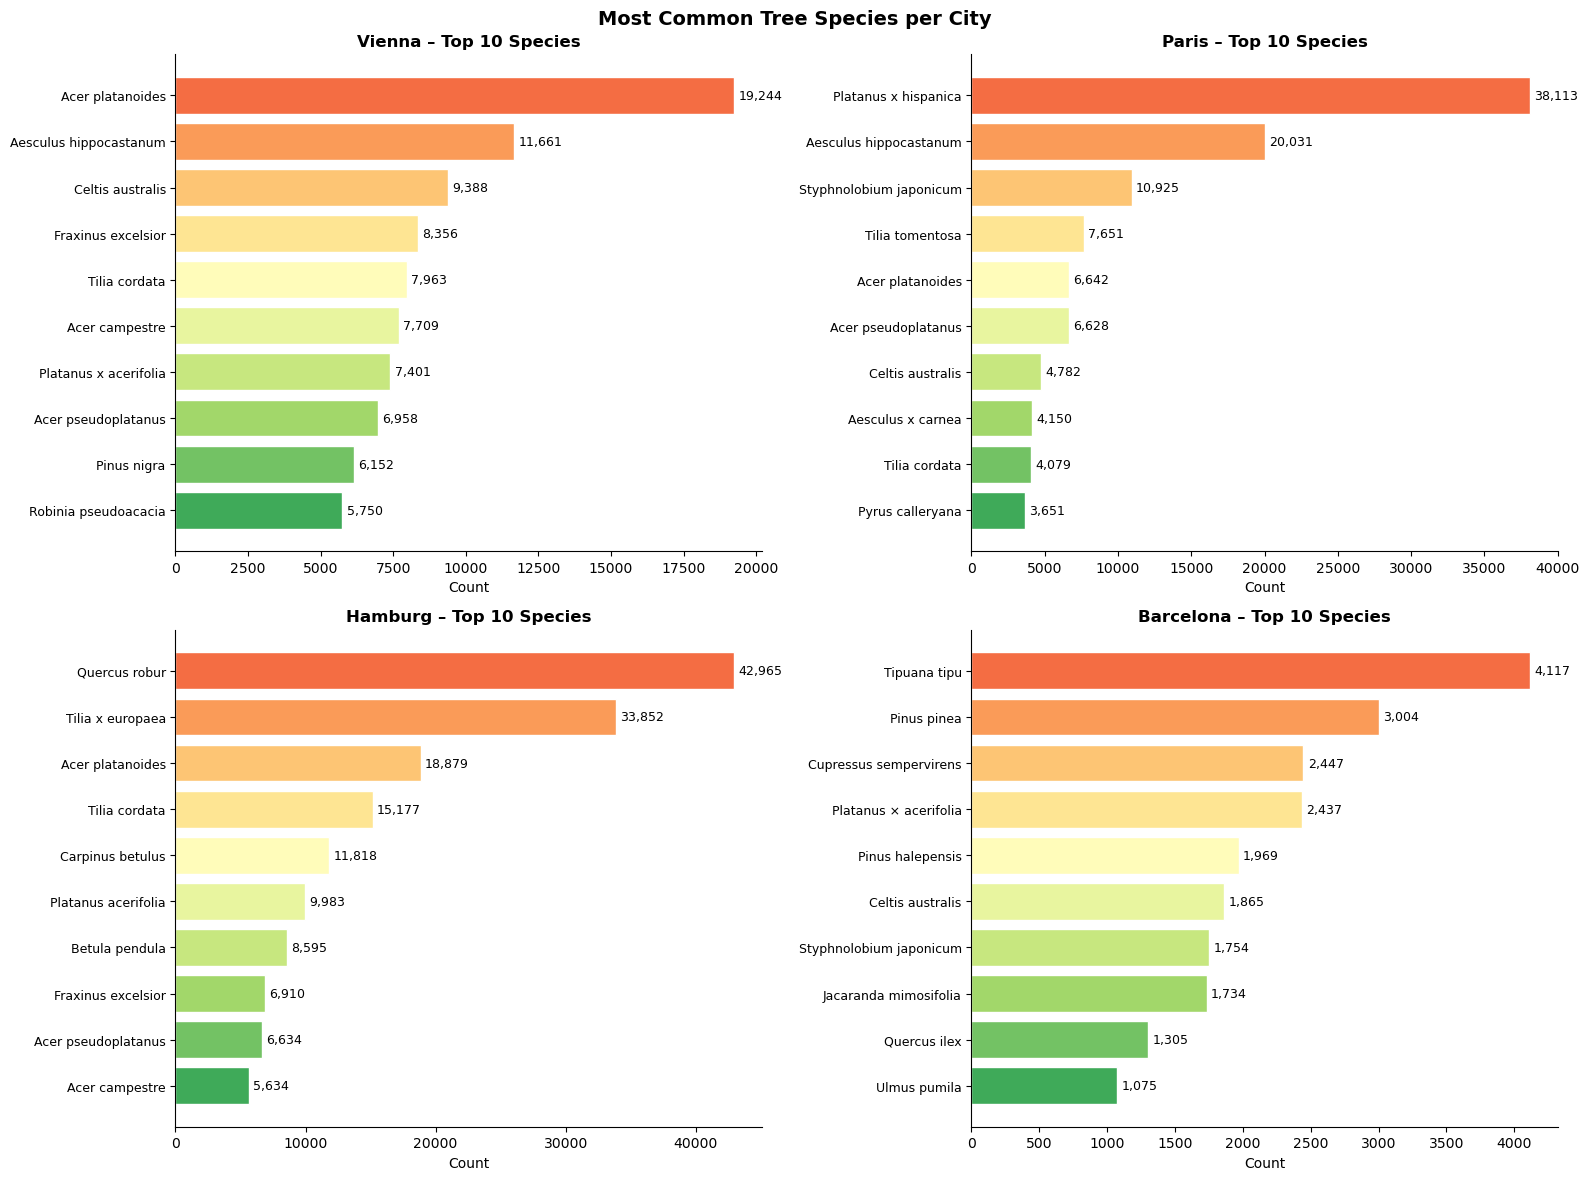 Most Common Tree Species per City
Vienna – Top 10 Species
Acer platanoides 19,244
Aesculus hippocastanum 11,661
Celtis australis 9,388
Fraxinus excelsior 8,356
Tilia cordata 7,963
Acer campestre 7,709
Platanus x acerifolia 7,401
Acer pseudoplatanus 6,958
Pinus nigra 6,152
Robinia pseudoacacia 5,750
0 2500 5000 7500 10000 12500 15000 17500 20000
Count
Paris – Top 10 Species
Platanus x hispanica 38,113
Aesculus hippocastanum 20,031
Styphnolobium japonicum 10,925
Tilia tomentosa 7,651
Acer platanoides 6,642
Acer pseudoplatanus 6,628
Celtis australis 4,782
Aesculus x carnea 4,150
Tilia cordata 4,079
Pyrus calleryana 3,651
0 5000 10000 15000 20000 25000 30000 35000 40000
Count
Hamburg – Top 10 Species
Quercus robur 42,965
Tilia x europaea 33,852
Acer platanoides 18,879
Tilia cordata 15,177
Carpinus betulus 11,818
Platanus acerifolia 9,983
Betula pendula 8,595
Fraxinus excelsior 6,910
Acer pseudoplatanus 6,634
Acer campestre 5,634
0 10000 20000 30000 40000
Count
Barcelona – Top 10 Species
Tipuana tipu 4,117
Pinus pinea 3,004
Cupressus sempervirens 2,447
Platanus × acerifolia 2,437
Pinus halepensis 1,969
Celtis australis 1,865
Styphnolobium japonicum 1,754
Jacaranda mimosifolia 1,734
Quercus ilex 1,305
Ulmus pumila 1,075
0 500 1000 1500 2000 2500 3000 3500 4000
Count